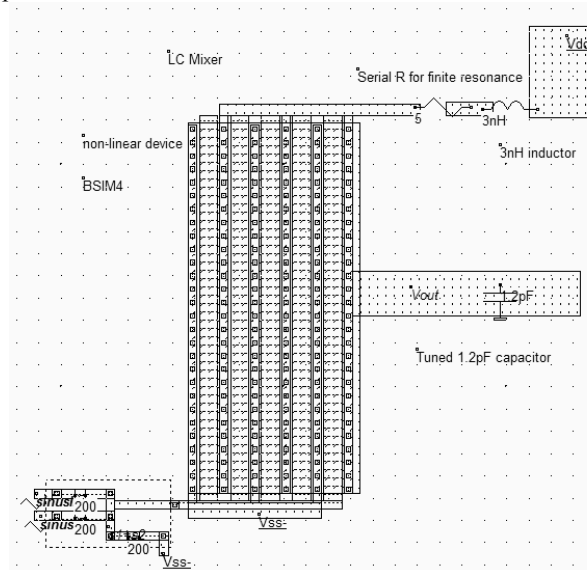 LC Mixer
Vdd
Serial R for finite resonance
5
3nH
non-linear device
3nH inductor
BSIM4
Vout
1.2pF
Tuned 1.2pF capacitor
sinus1
200
sinus
200
Vss-
200
Vss-